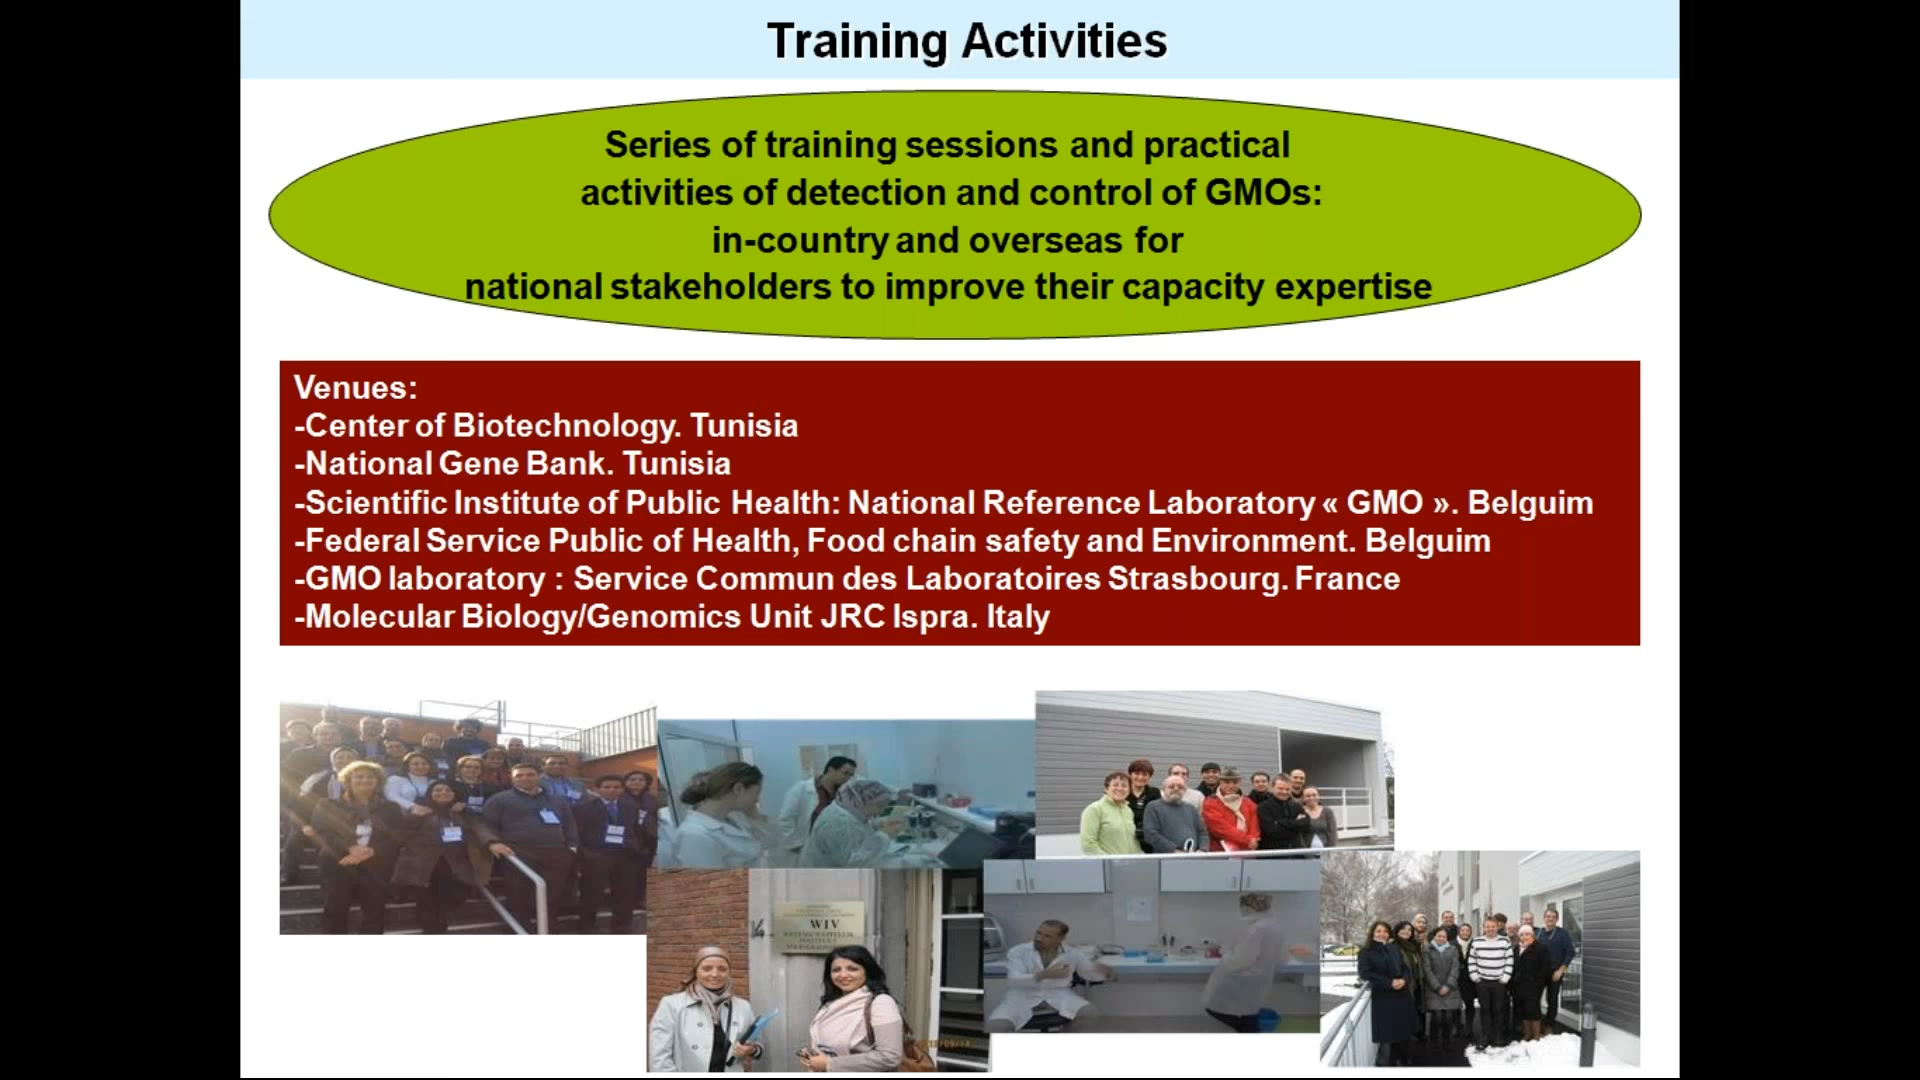 Training Activities
Series of training sessions and practical
activities of detection and control of GMOs:
in-country and overseas for
national stakeholders to improve their capacity expertise
Venues:
-Center of Biotechnology. Tunisia
-National Gene Bank. Tunisia
-Scientific Institute of Public Health: National Reference Laboratory « GMO ». Belguim
-Federal Service Public of Health, Food chain safety and Environment. Belguim
-GMO laboratory : Service Commun des Laboratoires Strasbourg. France
-Molecular Biology/Genomics Unit JRC Ispra. Italy
WIV